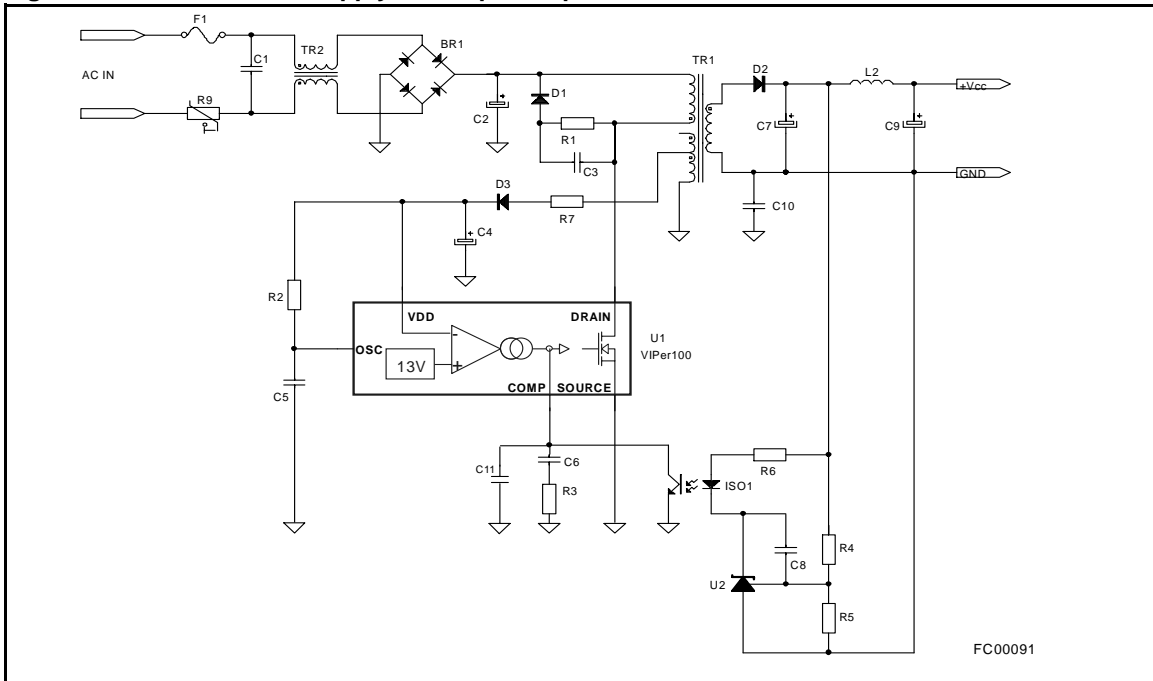 F1
BR1
TR2
TR1
D2
L2
C1
+Vcc
AC IN
D1
R9
T
C2
R1
C7
C9
C3
GND
D3
C10
R7
C4
R2
VDD
DRAIN
U1
VIPer100
OSC
13V
-
+
COMP SOURCE
C5
C11
C6
R6
ISO1
R3
R4
C8
U2
R5
FC00091